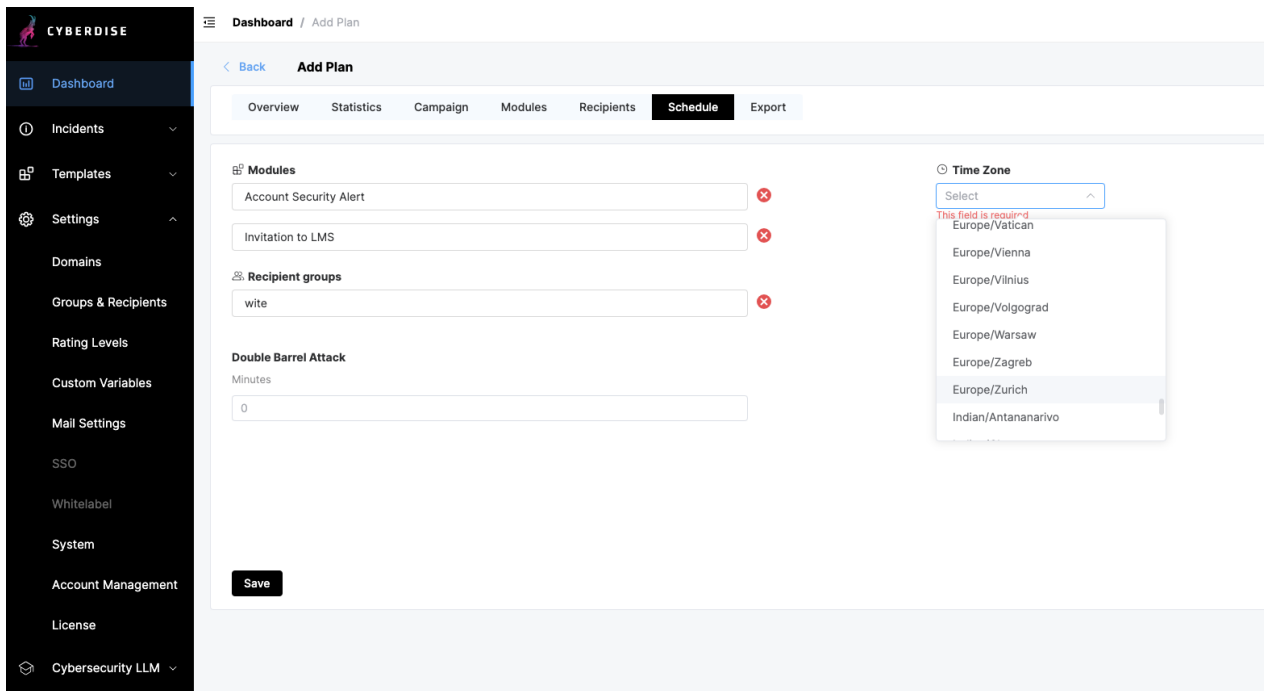 CYBERDISE
Dashboard / Add Plan
Back Add Plan
Dashboard
Overview Statistics Campaign Modules Recipients Schedule Export
Incidents
Templates
Settings
Domains
Groups & Recipients
Rating Levels
Custom Variables
Mail Settings
SSO
Whitelabel
System
Account Management
License
Cybersecurity LLM
Modules
Account Security Alert
Invitation to LMS
Recipient groups
wite
Double Barrel Attack
Minutes
0
Save
Time Zone
Select
This field is required
Europe/Vatican
Europe/Vienna
Europe/Vilnius
Europe/Volgograd
Europe/Warsaw
Europe/Zagreb
Europe/Zurich
Indian/Antananarivo